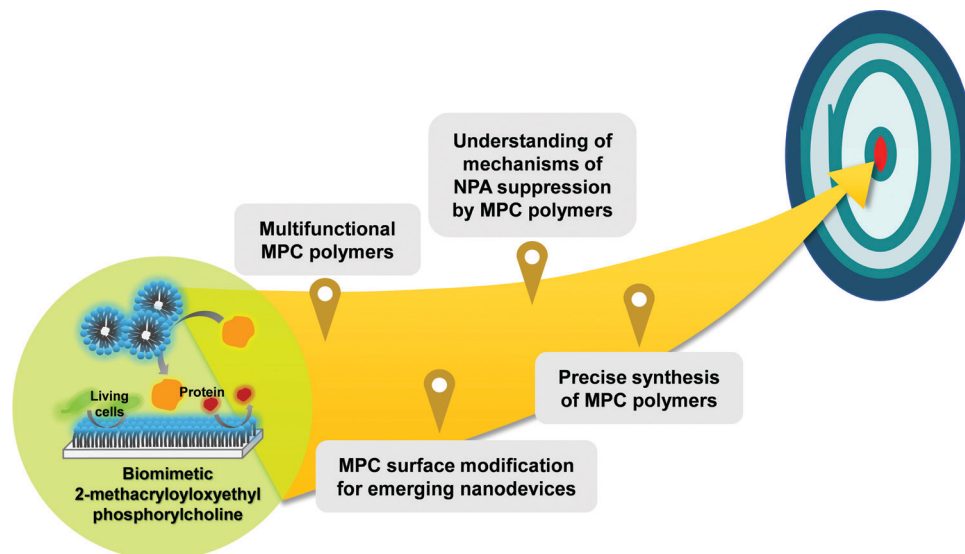 Understanding of
mechanisms of
NPA suppression
by MPC polymers
Multifunctional
MPC polymers
Precise synthesis
of MPC polymers
MPC surface modification
for emerging nanodevices
Living
cells
Protein
Biomimetic
2-methacryloyloxyethyl
phosphorylcholine